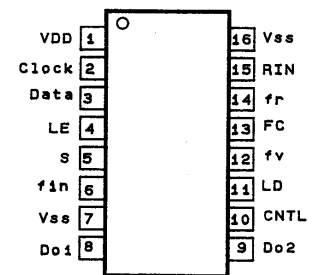 VDD 1 16 Vss
Clock 2 15 RIN
Data 3 14 fr
LE 4 13 FC
S 5 12 fv
fin 6 11 LD
Vss 7 10 CNTL
Do1 8 9 Do2